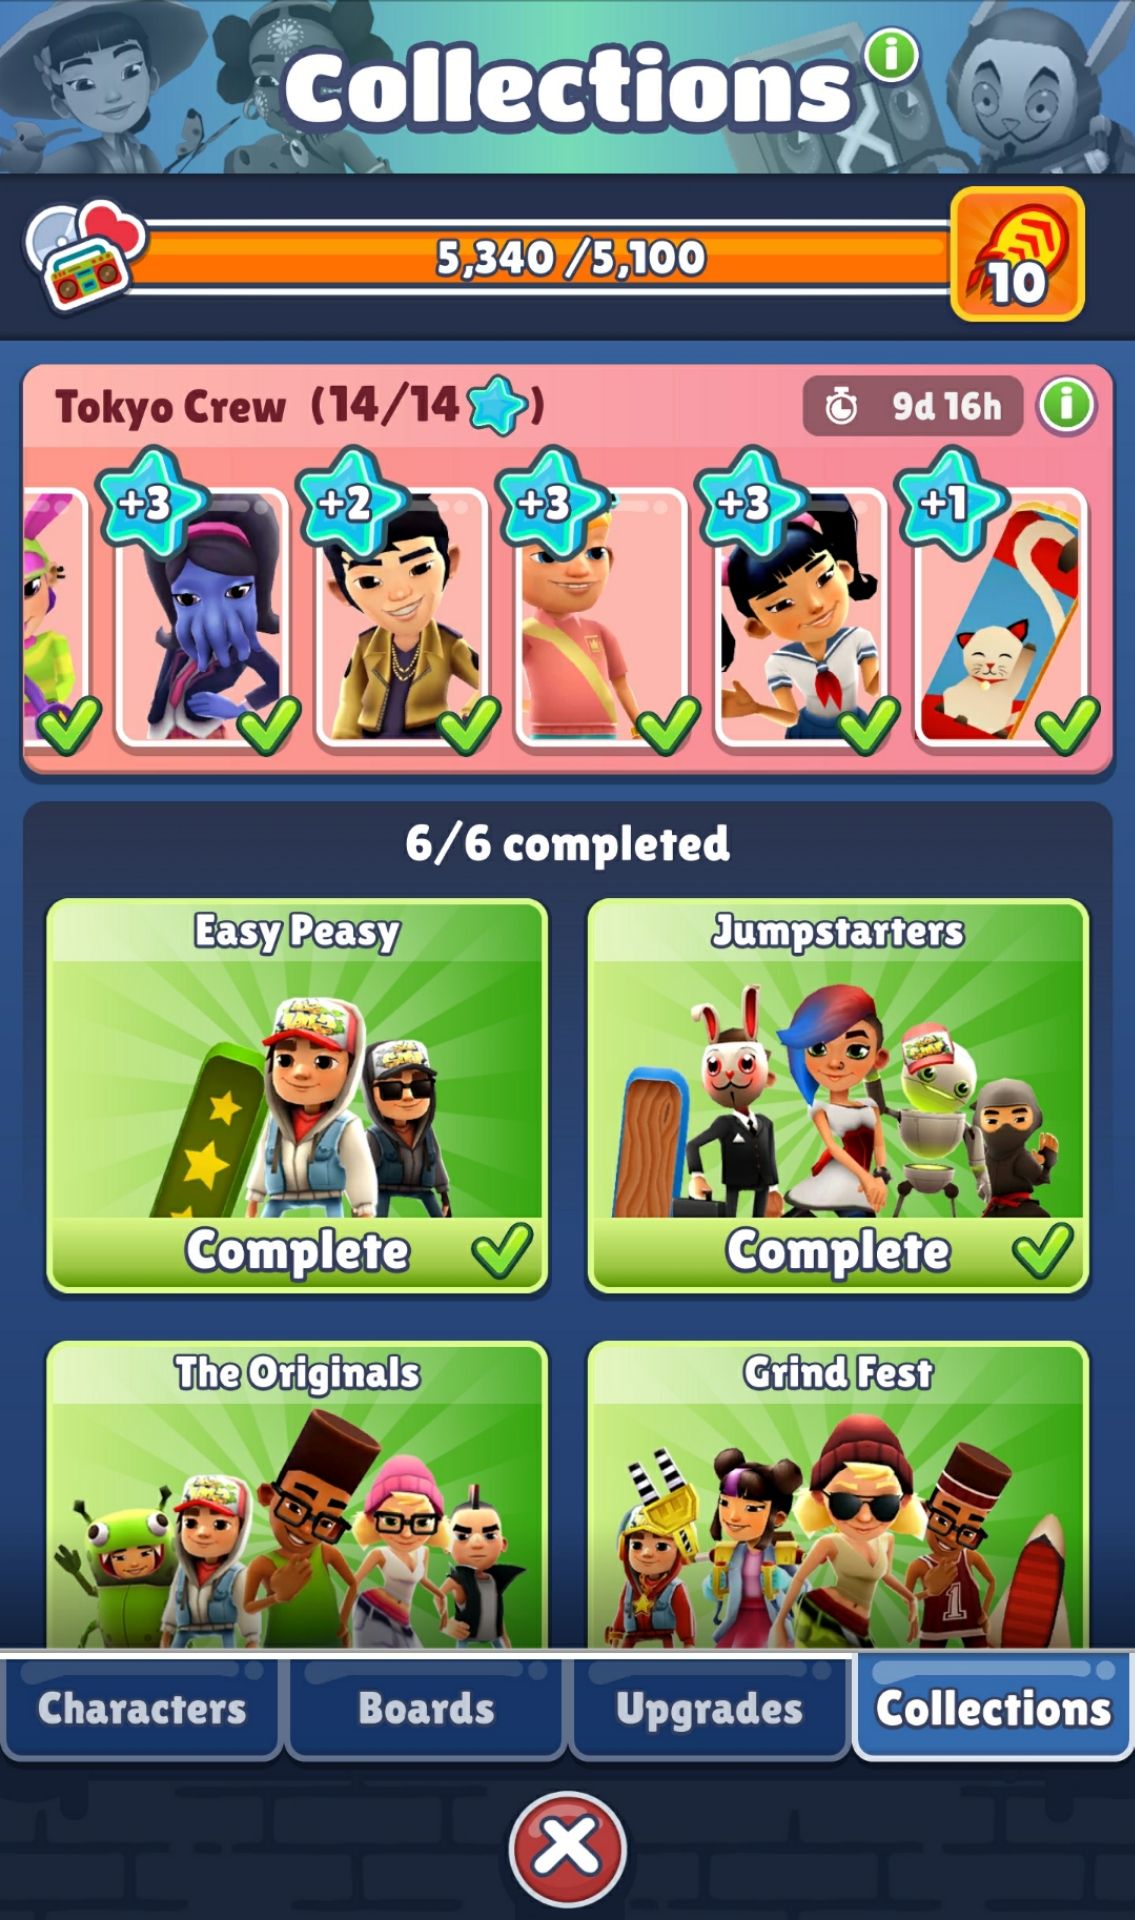 Collections
5,340 /5,100
10
Tokyo Crew (14/14 )
9d 16h
+3
+2
+3
+3
+1
6/6 completed
Easy Peasy
Jumpstarters
Complete
Complete
The Originals
Grind Fest
1
Characters
Boards
Upgrades
Collections